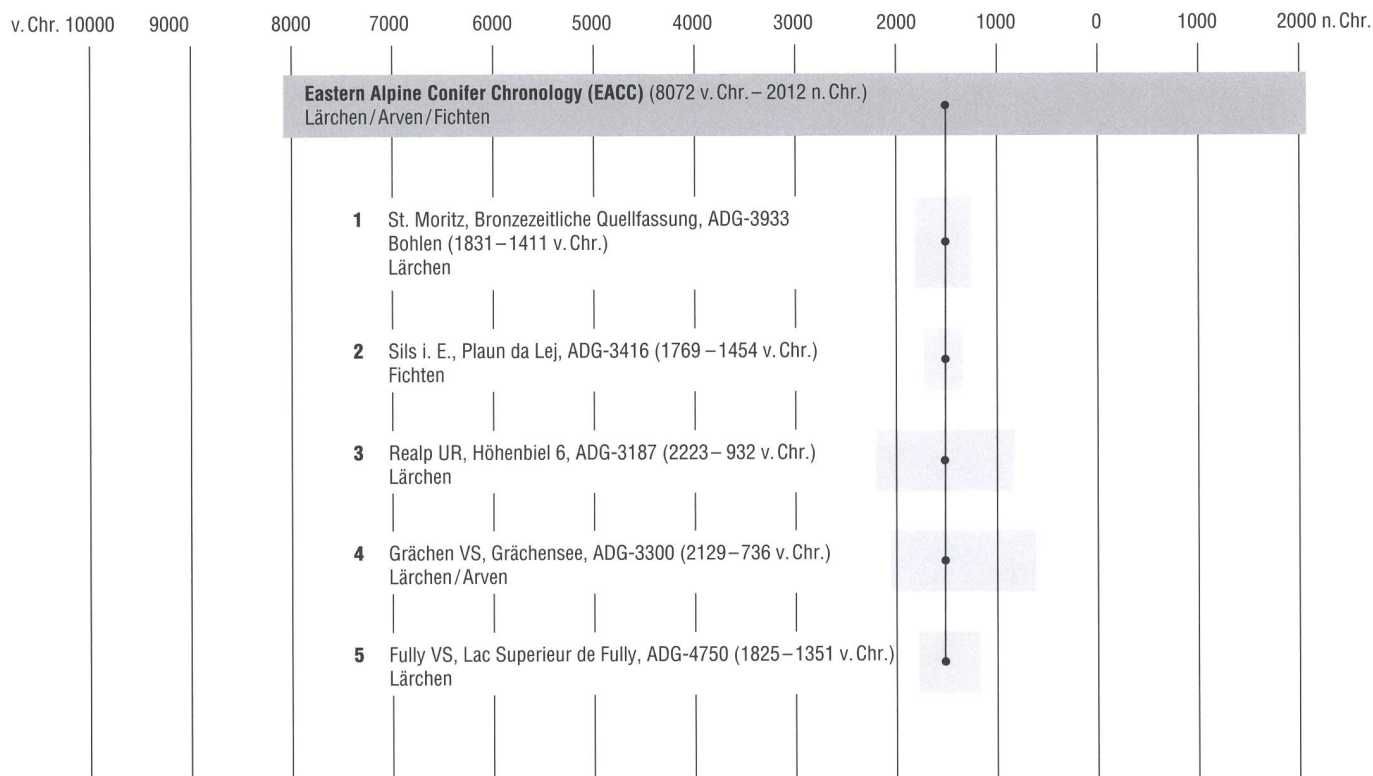 v. Chr. 10000 9000 8000 7000 6000 5000 4000 3000 2000 1000 0 1000 2000 n. Chr.
Eastern Alpine Conifer Chronology (EACC) (8072 v. Chr. – 2012 n. Chr.)
Lärchen / Arven / Fichten
1 St. Moritz, Bronzezeitliche Quellfassung, ADG-3933
Bohlen (1831–1411 v. Chr.)
Lärchen
2 Sils i. E., Plaun da Lej, ADG-3416 (1769 –1454 v. Chr.)
Fichten
3 Realp UR, Höhenbiel 6, ADG-3187 (2223– 932 v. Chr.)
Lärchen
4 Grächen VS, Grächensee, ADG-3300 (2129–736 v. Chr.)
Lärchen / Arven
5 Fully VS, Lac Superieur de Fully, ADG-4750 (1825–1351 v. Chr.)
Lärchen